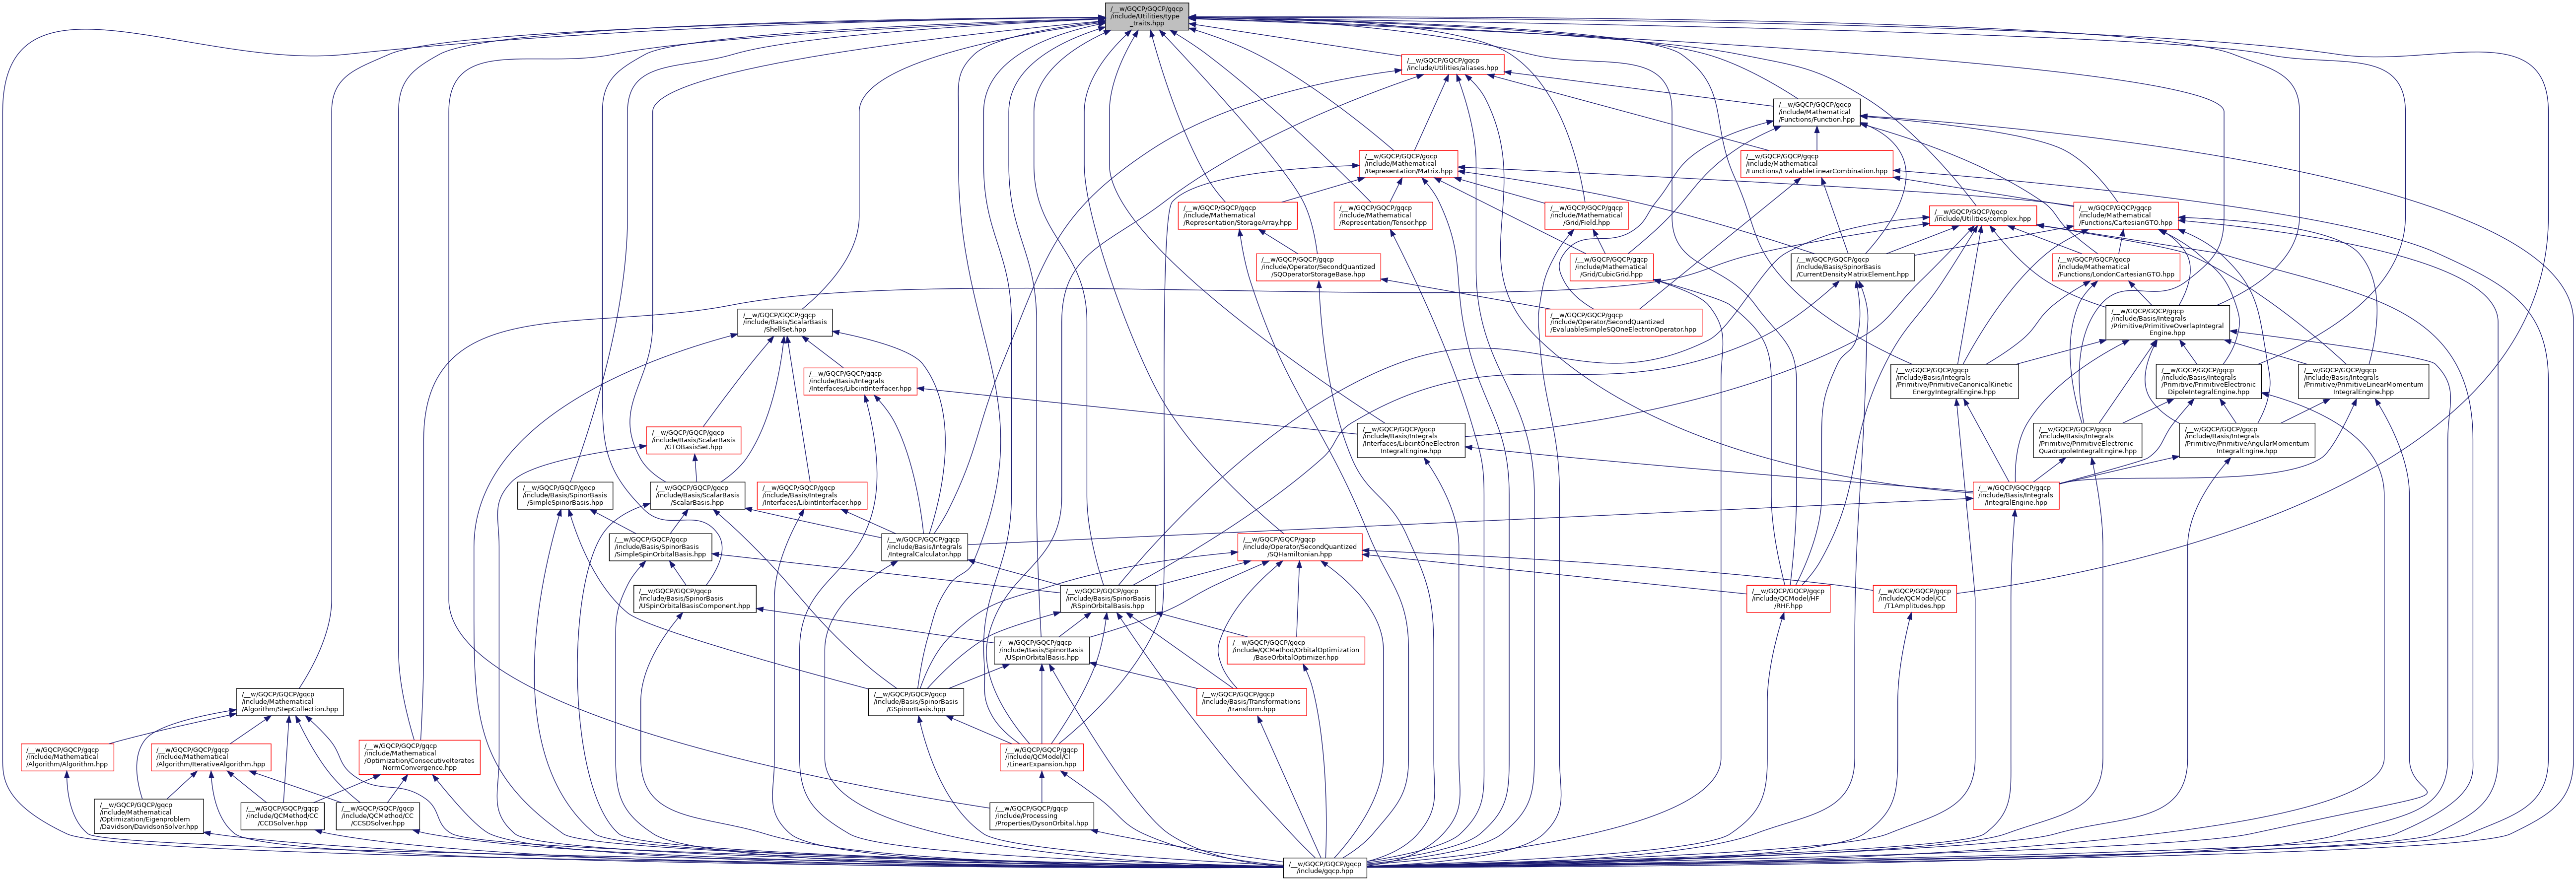 /__w/GQCP/GQCP/gqcp
/include/Utilities/type
_traits.hpp
/__w/GQCP/GQCP/gqcp
/include/Utilities/aliases.hpp
/__w/GQCP/GQCP/gqcp
/include/Mathematical
/Functions/Function.hpp
/__w/GQCP/GQCP/gqcp
/include/Mathematical
/Representation/Matrix.hpp
/__w/GQCP/GQCP/gqcp
/include/Mathematical
/Functions/EvaluableLinearCombination.hpp
/__w/GQCP/GQCP/gqcp
/include/Mathematical
/Representation/StorageArray.hpp
/__w/GQCP/GQCP/gqcp
/include/Mathematical
/Representation/Tensor.hpp
/__w/GQCP/GQCP/gqcp
/include/Mathematical
/Grid/Field.hpp
/__w/GQCP/GQCP/gqcp
/include/Utilities/complex.hpp
/__w/GQCP/GQCP/gqcp
/include/Mathematical
/Functions/CartesianGTO.hpp
/__w/GQCP/GQCP/gqcp
/include/Operator/SecondQuantized
/SQOperatorStorageBase.hpp
/__w/GQCP/GQCP/gqcp
/include/Mathematical
/Grid/CubicGrid.hpp
/__w/GQCP/GQCP/gqcp
/include/Basis/SpinorBasis
/CurrentDensityMatrixElement.hpp
/__w/GQCP/GQCP/gqcp
/include/Mathematical
/Functions/LondonCartesianGTO.hpp
/__w/GQCP/GQCP/gqcp
/include/Basis/ScalarBasis
/ShellSet.hpp
/__w/GQCP/GQCP/gqcp
/include/Operator/SecondQuantized
/EvaluableSimpleSQOneElectronOperator.hpp
/__w/GQCP/GQCP/gqcp
/include/Basis/Integrals
/Primitive/PrimitiveOverlapIntegral
Engine.hpp
/__w/GQCP/GQCP/gqcp
/include/Basis/Integrals
/Interfaces/LibcintInterfacer.hpp
/__w/GQCP/GQCP/gqcp
/include/Basis/Integrals
/Primitive/PrimitiveCanonicalKinetic
EnergyIntegralEngine.hpp
/__w/GQCP/GQCP/gqcp
/include/Basis/Integrals
/Primitive/PrimitiveElectronic
DipoleIntegralEngine.hpp
/__w/GQCP/GQCP/gqcp
/include/Basis/Integrals
/Primitive/PrimitiveLinearMomentum
IntegralEngine.hpp
/__w/GQCP/GQCP/gqcp
/include/Basis/ScalarBasis
/GTOBasisSet.hpp
/__w/GQCP/GQCP/gqcp
/include/Basis/Integrals
/Interfaces/LibcintOneElectron
IntegralEngine.hpp
/__w/GQCP/GQCP/gqcp
/include/Basis/Integrals
/Primitive/PrimitiveElectronic
QuadrupoleIntegralEngine.hpp
/__w/GQCP/GQCP/gqcp
/include/Basis/Integrals
/Primitive/PrimitiveAngularMomentum
IntegralEngine.hpp
/__w/GQCP/GQCP/gqcp
/include/Basis/SpinorBasis
/SimpleSpinorBasis.hpp
/__w/GQCP/GQCP/gqcp
/include/Basis/ScalarBasis
/ScalarBasis.hpp
/__w/GQCP/GQCP/gqcp
/include/Basis/Integrals
/Interfaces/LibintInterfacer.hpp
/__w/GQCP/GQCP/gqcp
/include/Basis/Integrals
/IntegralEngine.hpp
/__w/GQCP/GQCP/gqcp
/include/Basis/SpinorBasis
/SimpleSpinOrbitalBasis.hpp
/__w/GQCP/GQCP/gqcp
/include/Basis/Integrals
/IntegralCalculator.hpp
/__w/GQCP/GQCP/gqcp
/include/Operator/SecondQuantized
/SQHamiltonian.hpp
/__w/GQCP/GQCP/gqcp
/include/Basis/SpinorBasis
/USpinOrbitalBasisComponent.hpp
/__w/GQCP/GQCP/gqcp
/include/Basis/SpinorBasis
/RSpinOrbitalBasis.hpp
/__w/GQCP/GQCP/gqcp
/include/QCModel/HF
/RHF.hpp
/__w/GQCP/GQCP/gqcp
/include/QCModel/CC
/T1Amplitudes.hpp
/__w/GQCP/GQCP/gqcp
/include/Basis/SpinorBasis
/USpinOrbitalBasis.hpp
/__w/GQCP/GQCP/gqcp
/include/QCMethod/OrbitalOptimization
/BaseOrbitalOptimizer.hpp
/__w/GQCP/GQCP/gqcp
/include/Mathematical
/Algorithm/StepCollection.hpp
/__w/GQCP/GQCP/gqcp
/include/Basis/SpinorBasis
/GSpinorBasis.hpp
/__w/GQCP/GQCP/gqcp
/include/Basis/Transformations
/transform.hpp
/__w/GQCP/GQCP/gqcp
/include/Mathematical
/Algorithm/Algorithm.hpp
/__w/GQCP/GQCP/gqcp
/include/Mathematical
/Algorithm/IterativeAlgorithm.hpp
/__w/GQCP/GQCP/gqcp
/include/Mathematical
/Optimization/ConsecutiveIterates
NormConvergence.hpp
/__w/GQCP/GQCP/gqcp
/include/QCModel/CI
/LinearExpansion.hpp
/__w/GQCP/GQCP/gqcp
/include/Mathematical
/Optimization/Eigenproblem
/Davidson/DavidsonSolver.hpp
/__w/GQCP/GQCP/gqcp
/include/QCMethod/CC
/CCDSolver.hpp
/__w/GQCP/GQCP/gqcp
/include/QCMethod/CC
/CCSDSolver.hpp
/__w/GQCP/GQCP/gqcp
/include/Processing
/Properties/DysonOrbital.hpp
/__w/GQCP/GQCP/gqcp
/include/gqcp.hpp